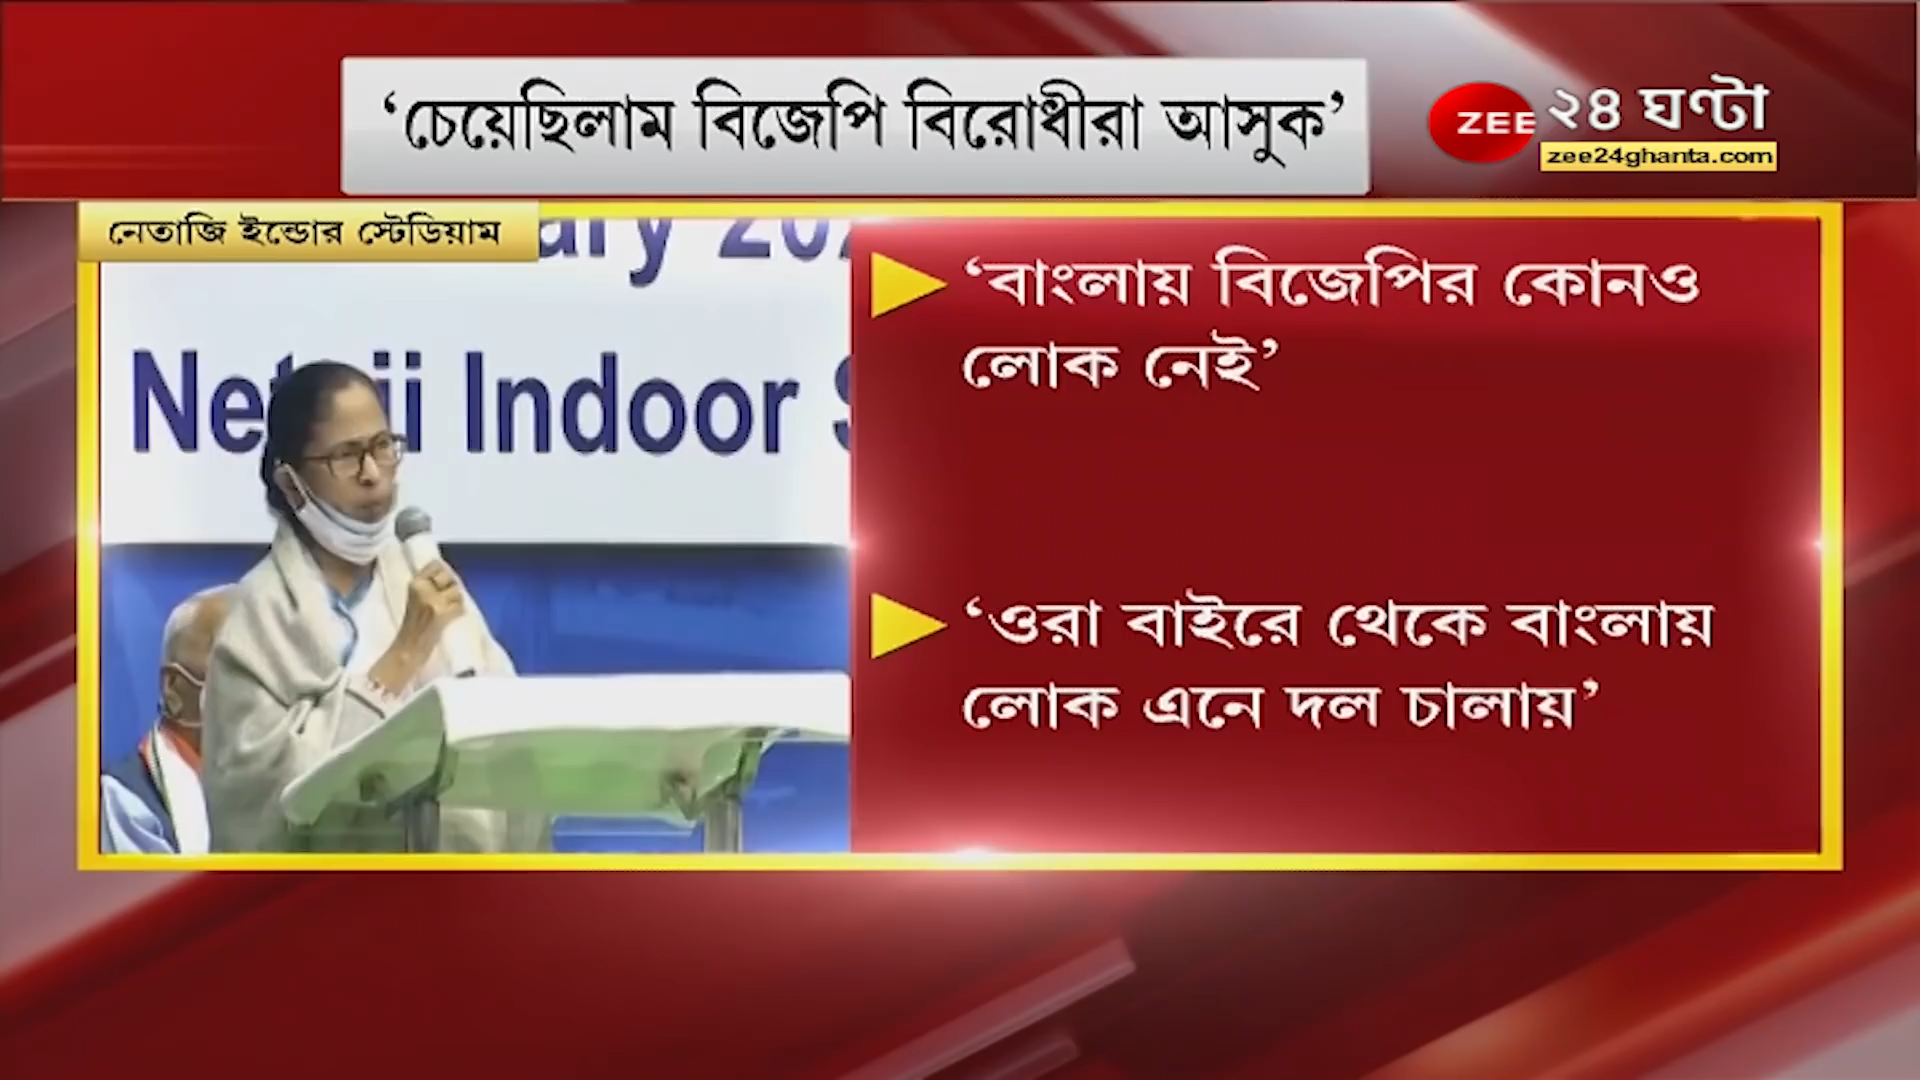 ‘চেয়েছিলাম বিজেপি বিরোধীরা আসুক’
ZEE ২৪ ঘণ্টা
zee24ghanta.com
নেতাজি ইন্ডোর স্টেডিয়াম
Indoor
‘বাংলায় বিজেপির কোনও
লোক নেই’
‘ওরা বাইরে থেকে বাংলায়
লোক এনে দল চালায়’